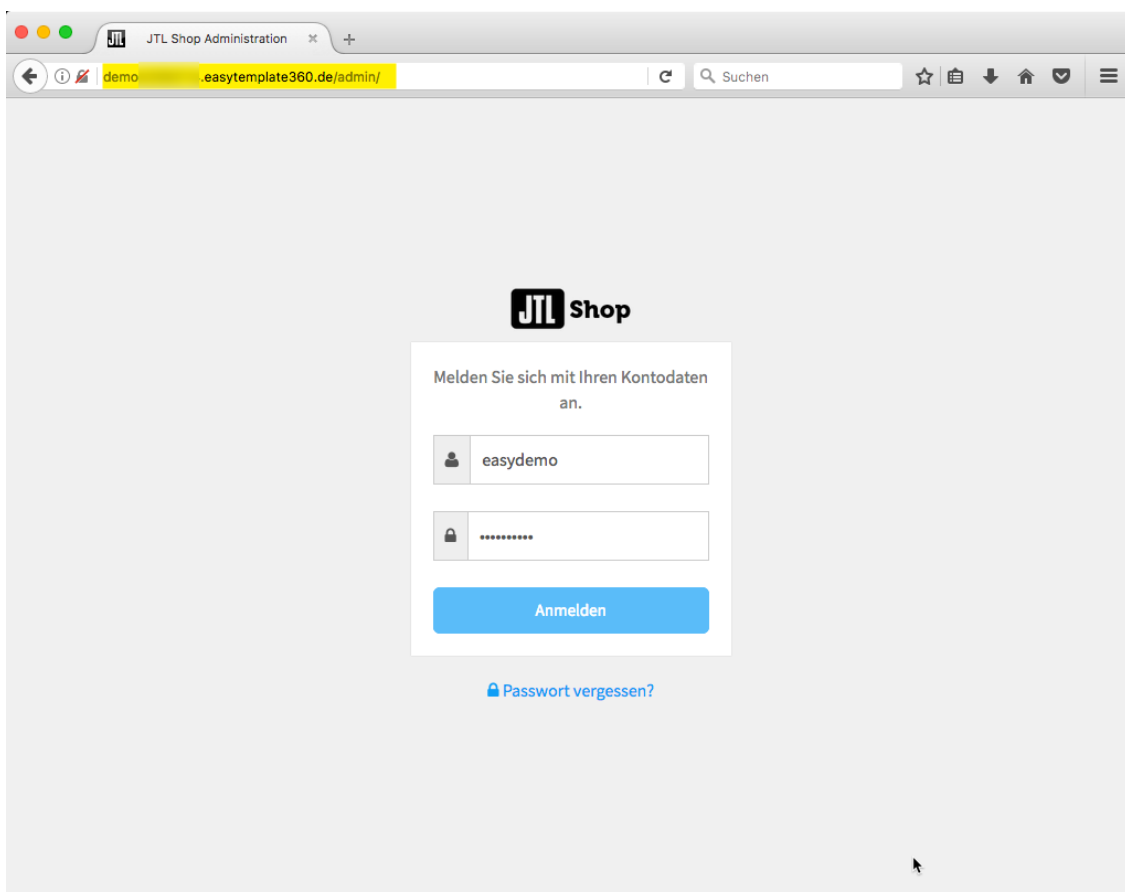 JTL JTL Shop Administration
demo .easytemplate360.de/admin/ Suchen
JTL Shop
Melden Sie sich mit Ihren Kontodaten
an.
easydemo
••••••••••
Anmelden
Passwort vergessen?